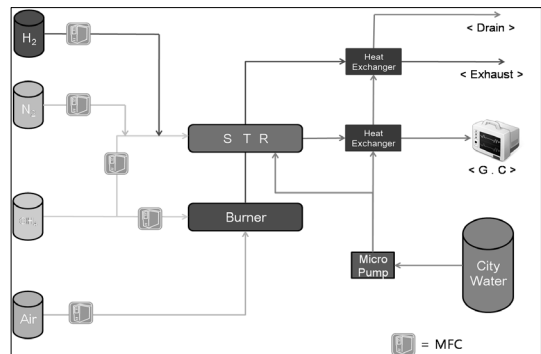 H₂
< Drain >
Heat
Exchanger
< Exhaust >
N₂
S T R
Heat
Exchanger
< G . C >
Burner
Micro
Pump
City
Water
Air
= MFC